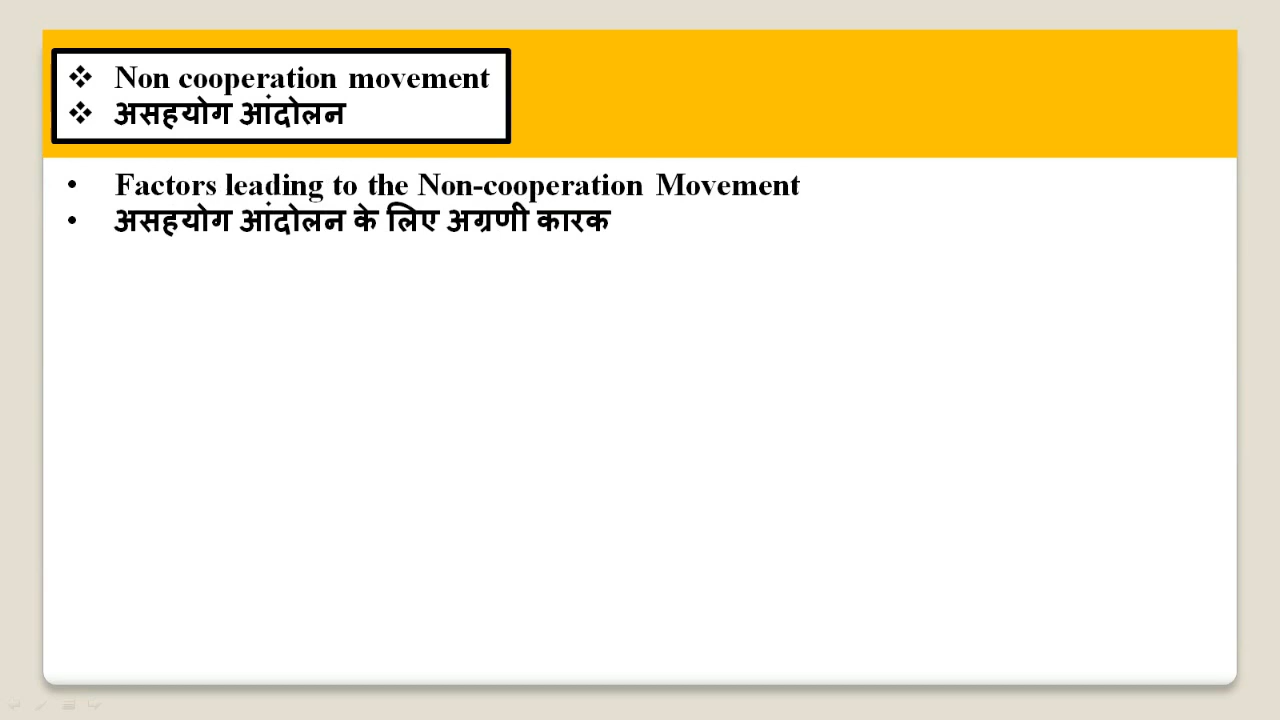 ❖ Non cooperation movement
❖ असहयोग आंदोलन
• Factors leading to the Non-cooperation Movement
• असहयोग आंदोलन के लिए अग्रणी कारक